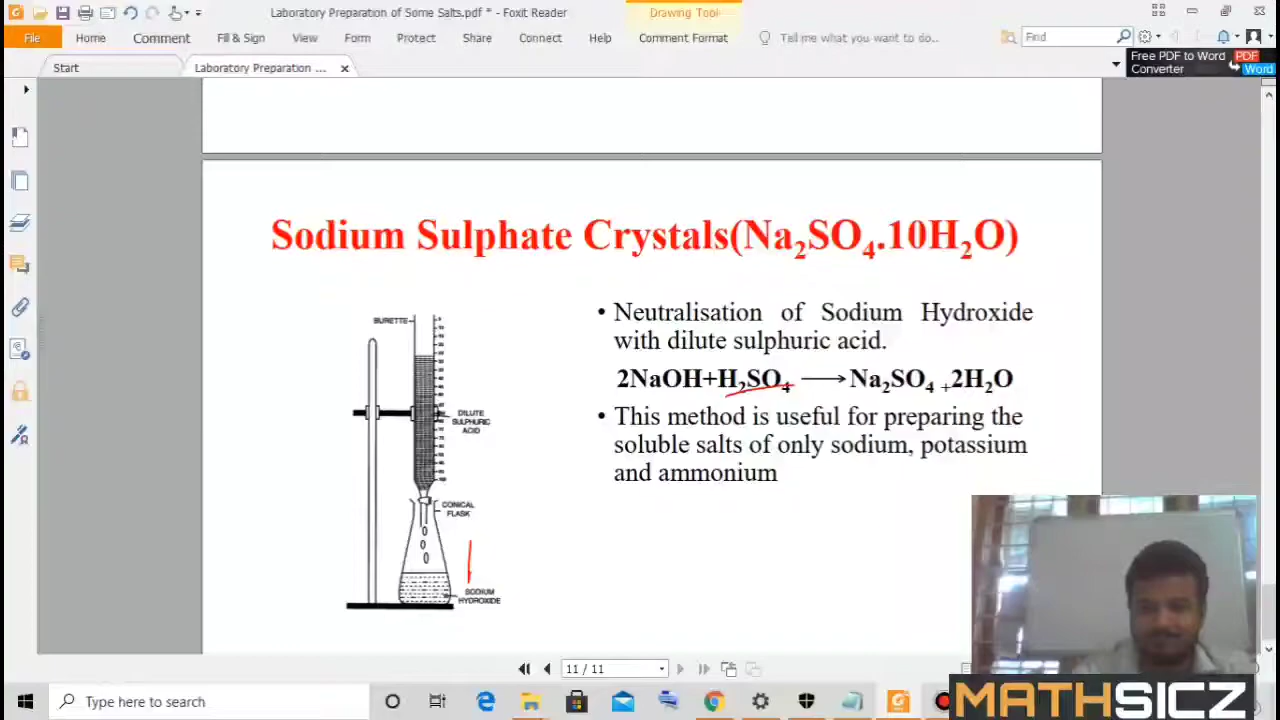 Laboratory Preparation of Some Salts.pdf * - Foxit Reader
Drawing Tool
File Home Comment Fill & Sign View Form Protect Share Connect Help Comment Format Tell me what you want to do... Find
Start
Laboratory Preparation ...
Free PDF to Word PDF
Converter Word
Sodium Sulphate Crystals(Na₂SO₄.10H₂O)
BURETTE
DILUTE
SULPHURIC
ACID
CONICAL
FLASK
SODIUM
HYDROXIDE
• Neutralisation of Sodium Hydroxide
with dilute sulphuric acid.
2NaOH+H₂SO₄ ⟶Na₂SO₄ +2H₂O
• This method is useful for preparing the
soluble salts of only sodium, potassium
and ammonium
11 / 11
Type here to search
MATHSICZ